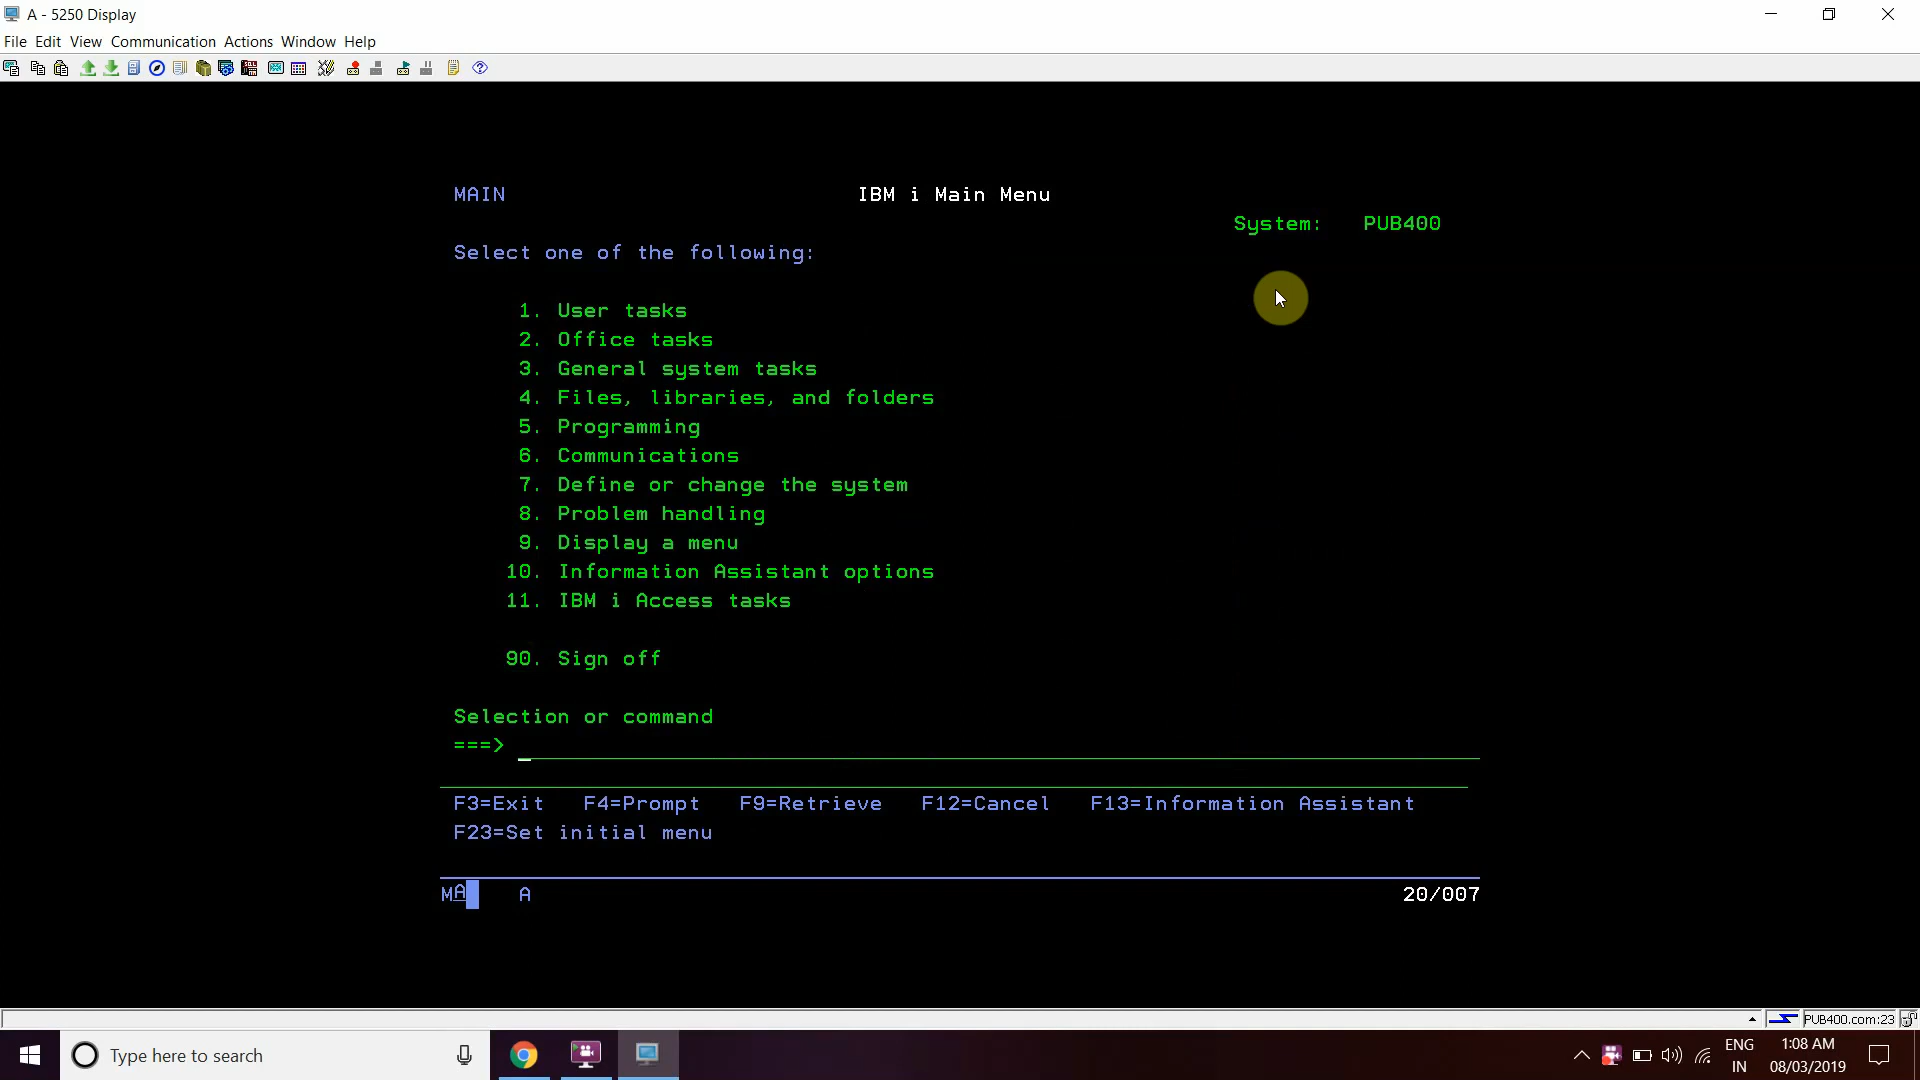 A - 5250 Display
File Edit View Communication Actions Window Help
MAIN IBM i Main Menu
System: PUB400
Select one of the following:
1. User tasks
2. Office tasks
3. General system tasks
4. Files, libraries, and folders
5. Programming
6. Communications
7. Define or change the system
8. Problem handling
9. Display a menu
10. Information Assistant options
11. IBM i Access tasks
90. Sign off
Selection or command
===>
F3=Exit F4=Prompt F9=Retrieve F12=Cancel F13=Information Assistant
F23=Set initial menu
MA A 20/007
PUB400.com:23
Type here to search
ENG 1:08 AM
IN 08/03/2019